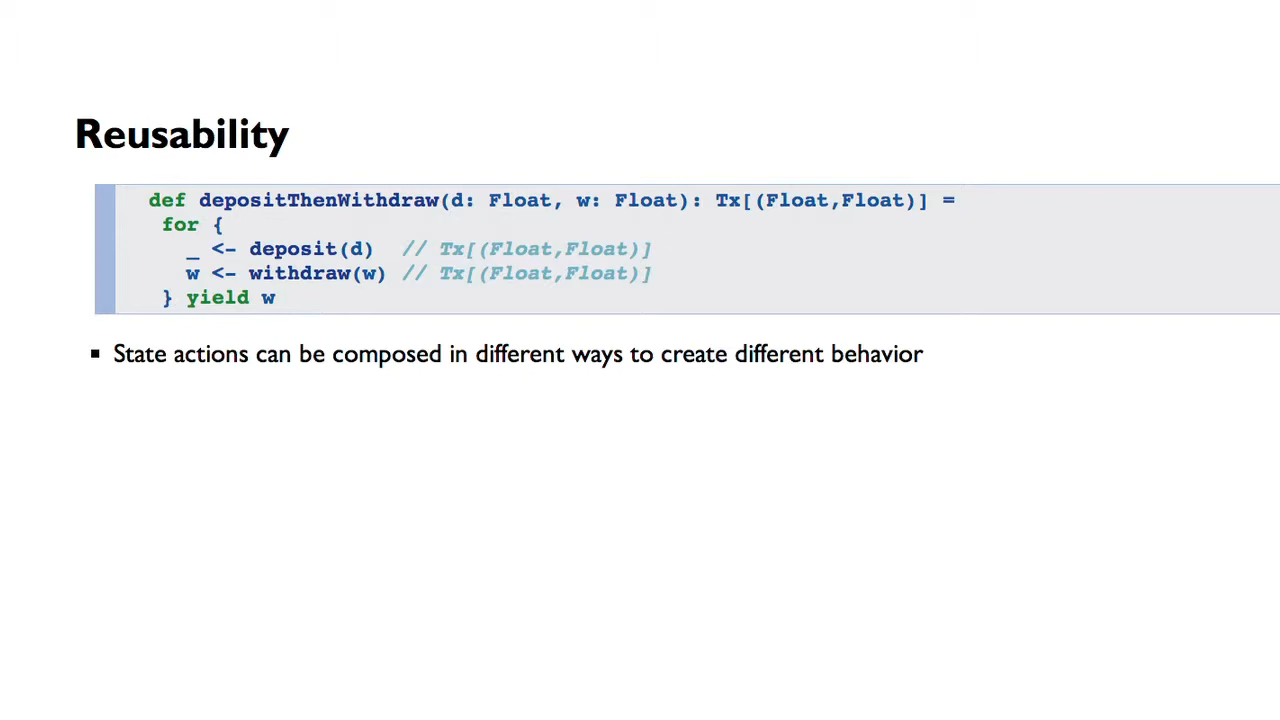 Reusability
def depositThenWithdraw(d: Float, w: Float): Tx[(Float,Float)] =
for {
_ <- deposit(d) // Tx[(Float,Float)]
w <- withdraw(w) // Tx[(Float,Float)]
} yield w
▪ State actions can be composed in different ways to create different behavior